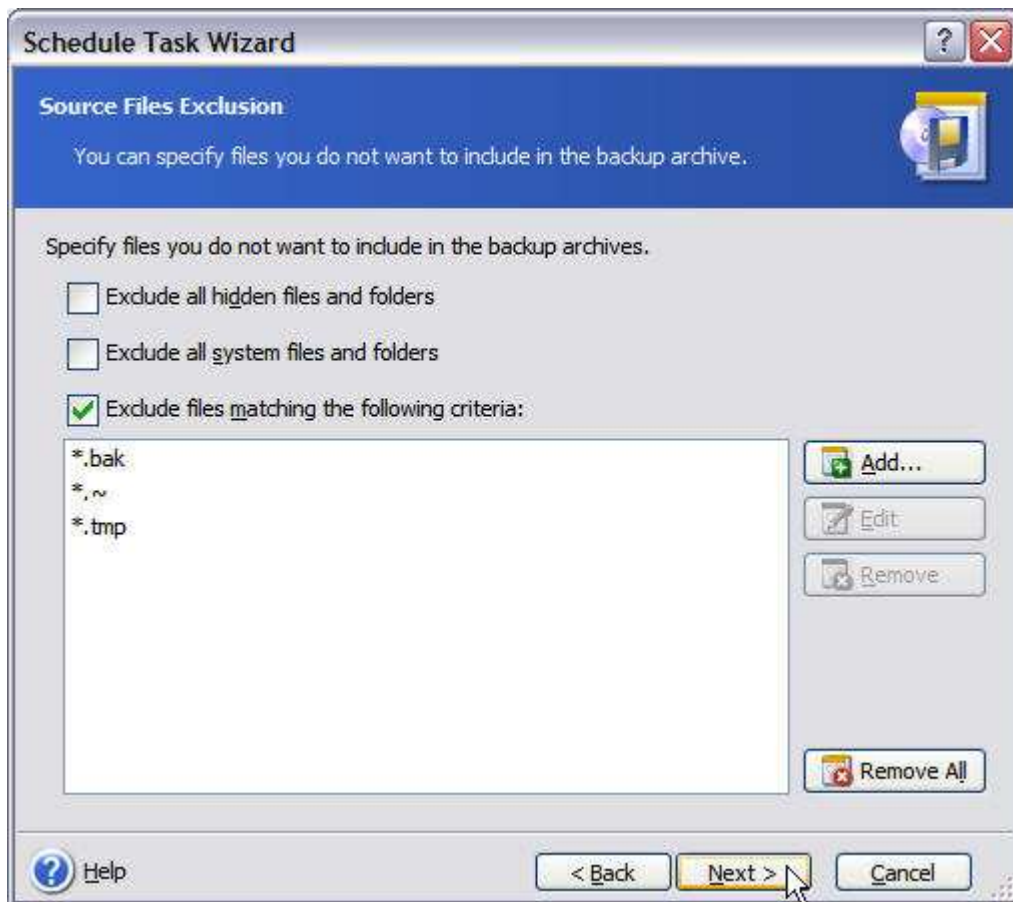 Schedule Task Wizard
?
Source Files Exclusion
You can specify files you do not want to include in the backup archive.
Specify files you do not want to include in the backup archives.
Exclude all hidden files and folders
Exclude all system files and folders
Exclude files matching the following criteria:
*.bak
*.~
*.tmp
Add...
Edit
Remove
Remove All
? Help
< Back
Next >
Cancel